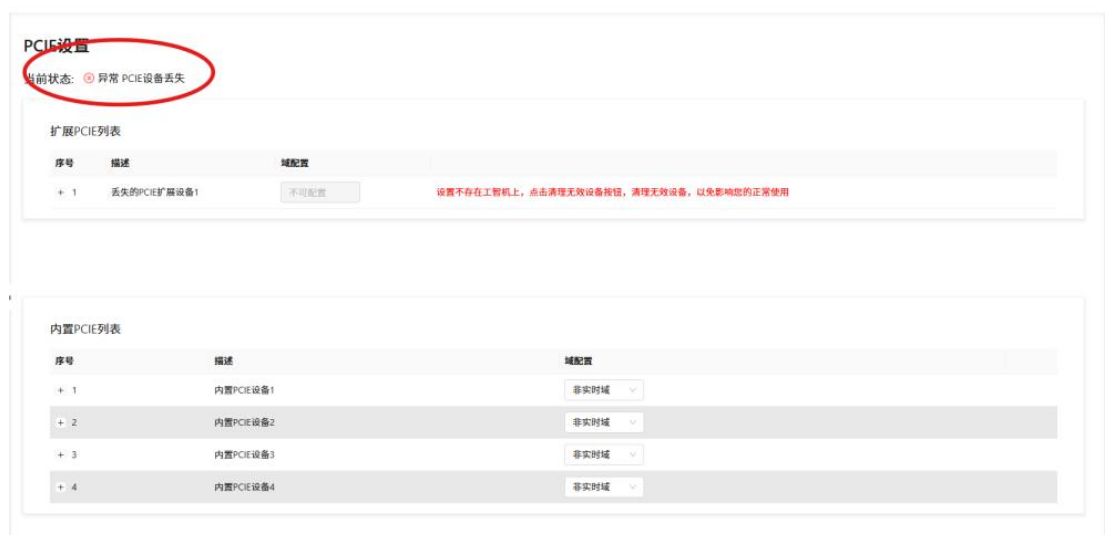 PCIE设置
当前状态: 异常 PCIE设备丢失
扩展PCIE列表
序号 描述 域配置
+ 1 丢失的PCIE扩展设备1 不可配置 设置不存在工智机上，点击清理无效设备按钮，清理无效设备，以免影响您的正常使用
内置PCIE列表
序号 描述 域配置
+ 1 内置PCIE设备1 非实时域
+ 2 内置PCIE设备2 非实时域
+ 3 内置PCIE设备3 非实时域
+ 4 内置PCIE设备4 非实时域